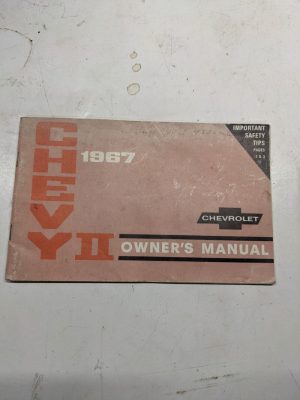 CHEVY II
1967
IMPORTANT
SAFETY
TIPS
PAGES
CHEVROLET
OWNER'S MANUAL